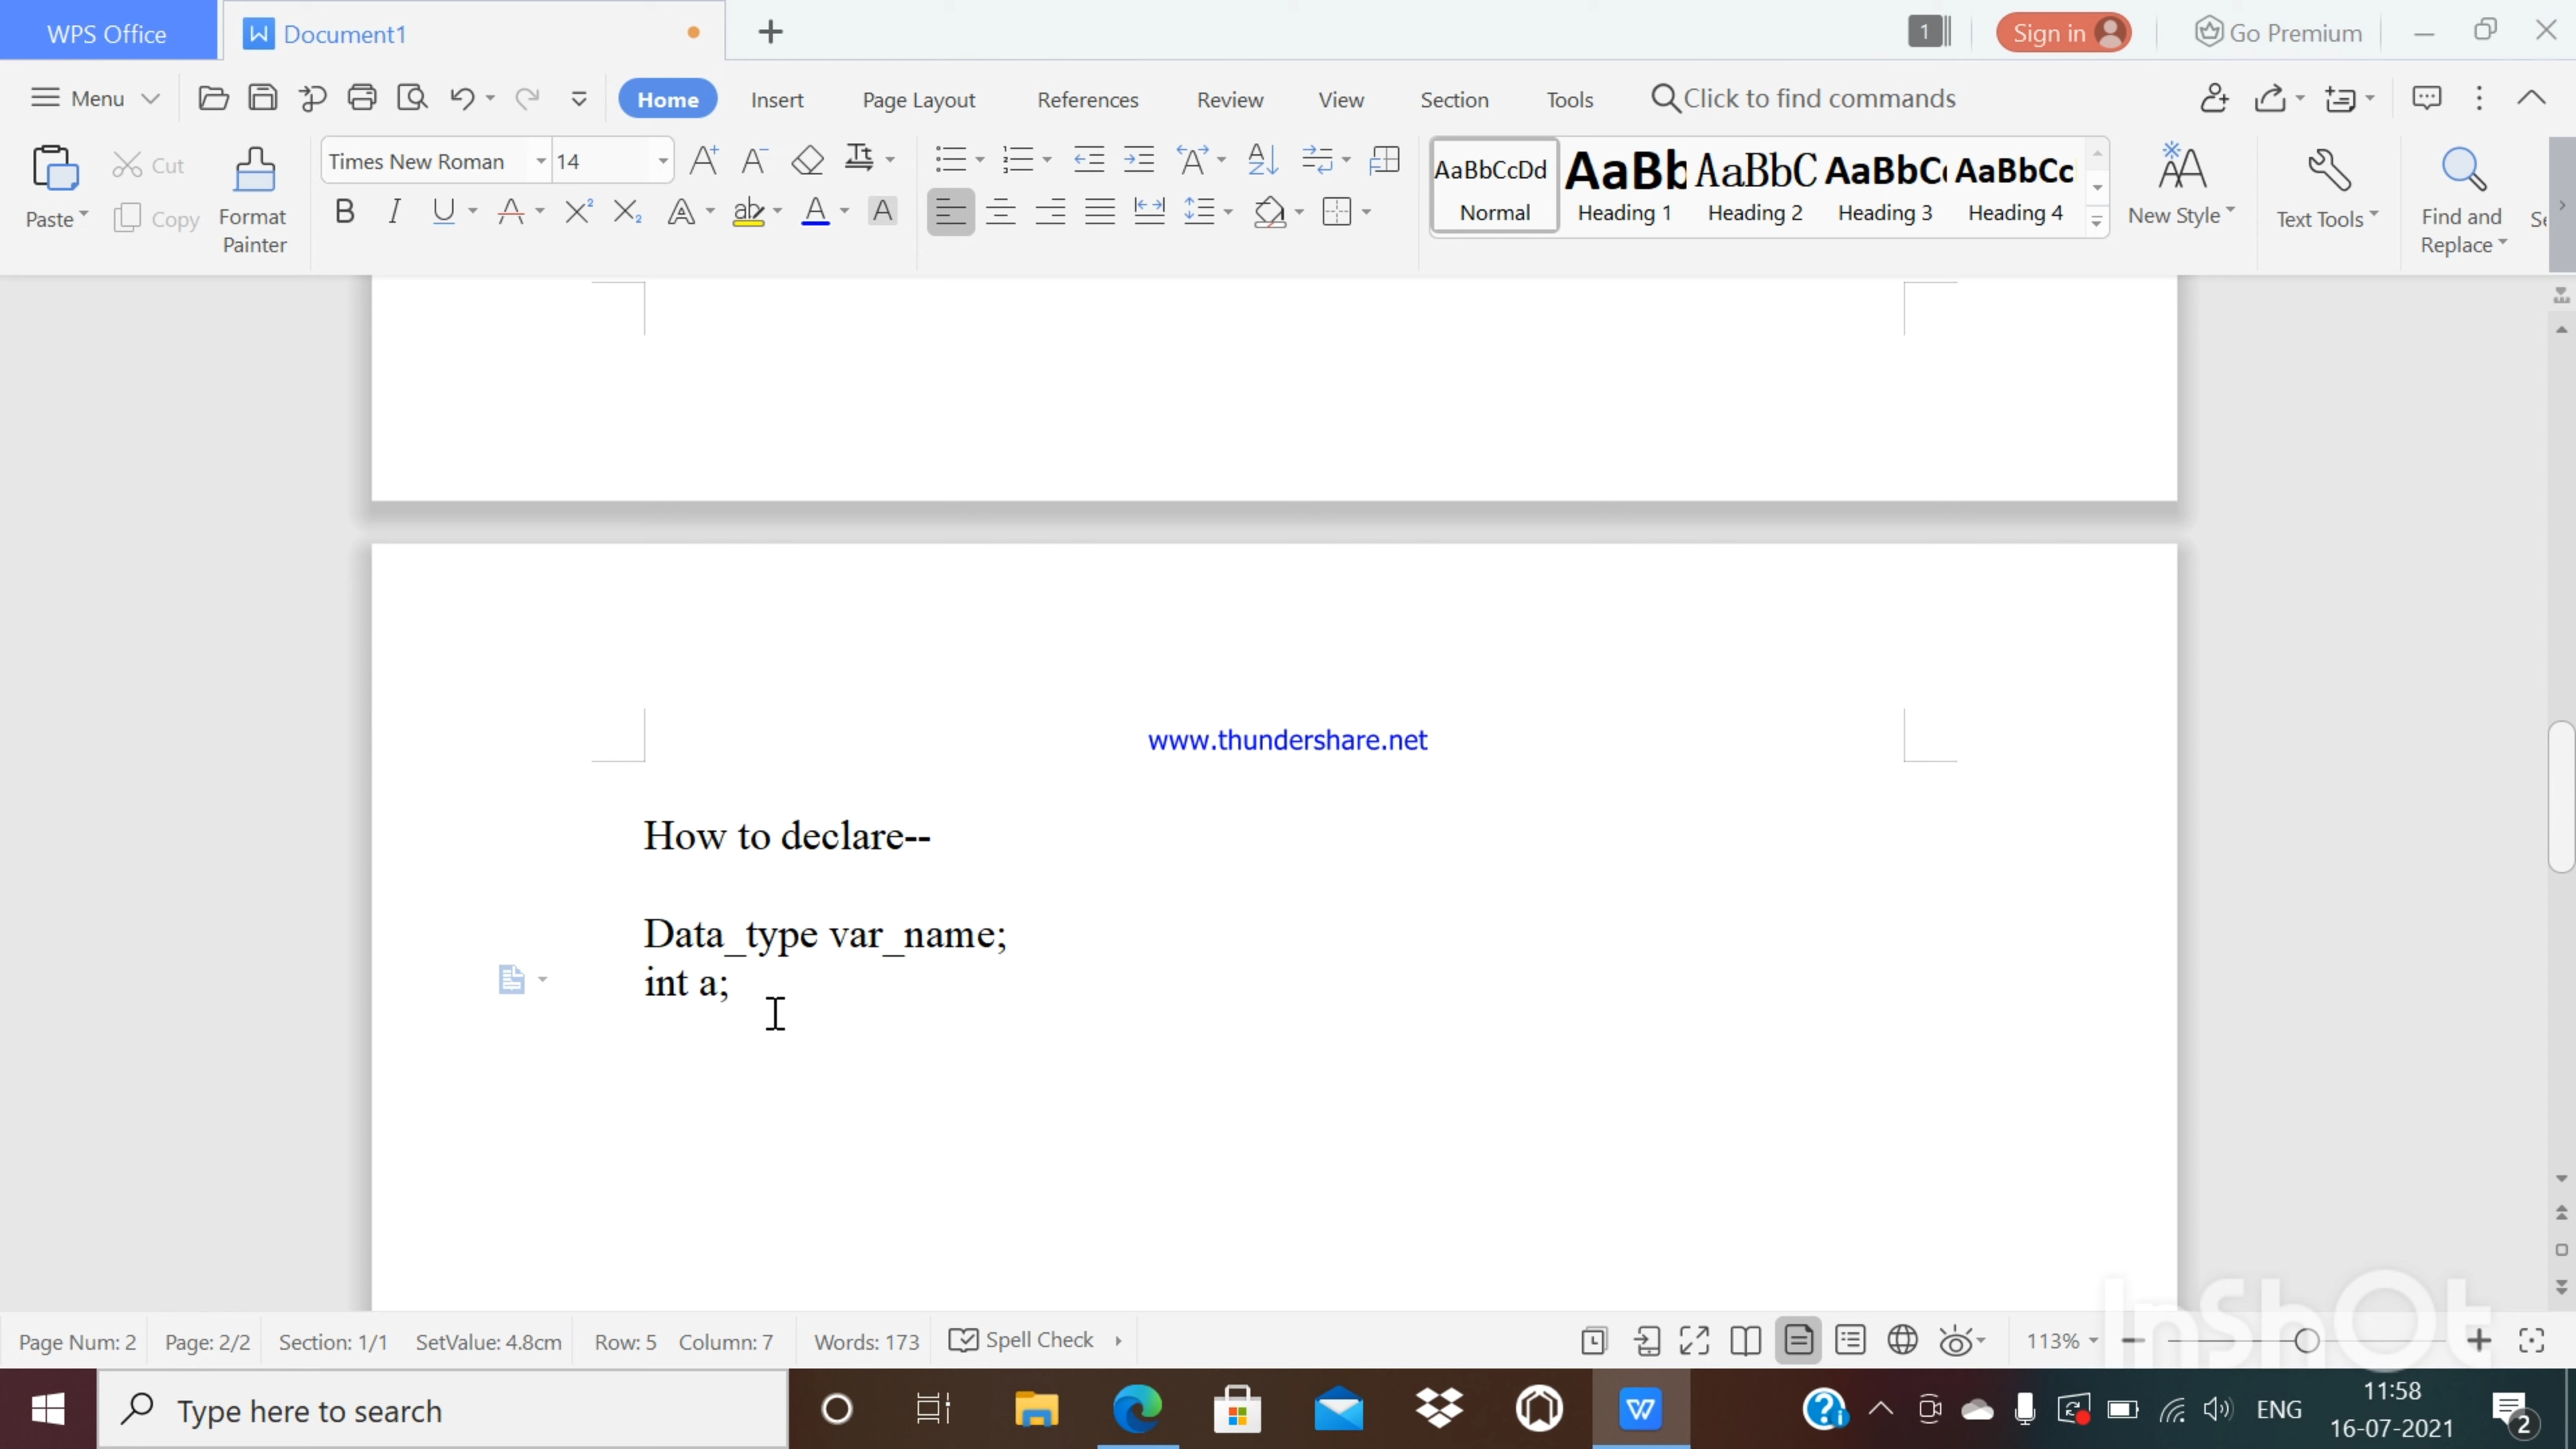 WPS Office
Document1
1
Sign in
Go Premium
Menu
Home
Insert
Page Layout
References
Review
View
Section
Tools
Click to find commands
Paste
Cut
Copy
Format
Painter
Times New Roman
14
AaBbCcDd
Normal
AaBb
Heading 1
AaBbC
Heading 2
AaBbC
Heading 3
AaBbCc
Heading 4
New Style
Text Tools
Find and
Replace
www.thundershare.net
How to declare--
Data_type var_name;
int a;
InShOt
Page Num: 2
Page: 2/2
Section: 1/1
SetValue: 4.8cm
Row: 5
Column: 7
Words: 173
Spell Check
113%
Type here to search
ENG
11:58
16-07-2021
2